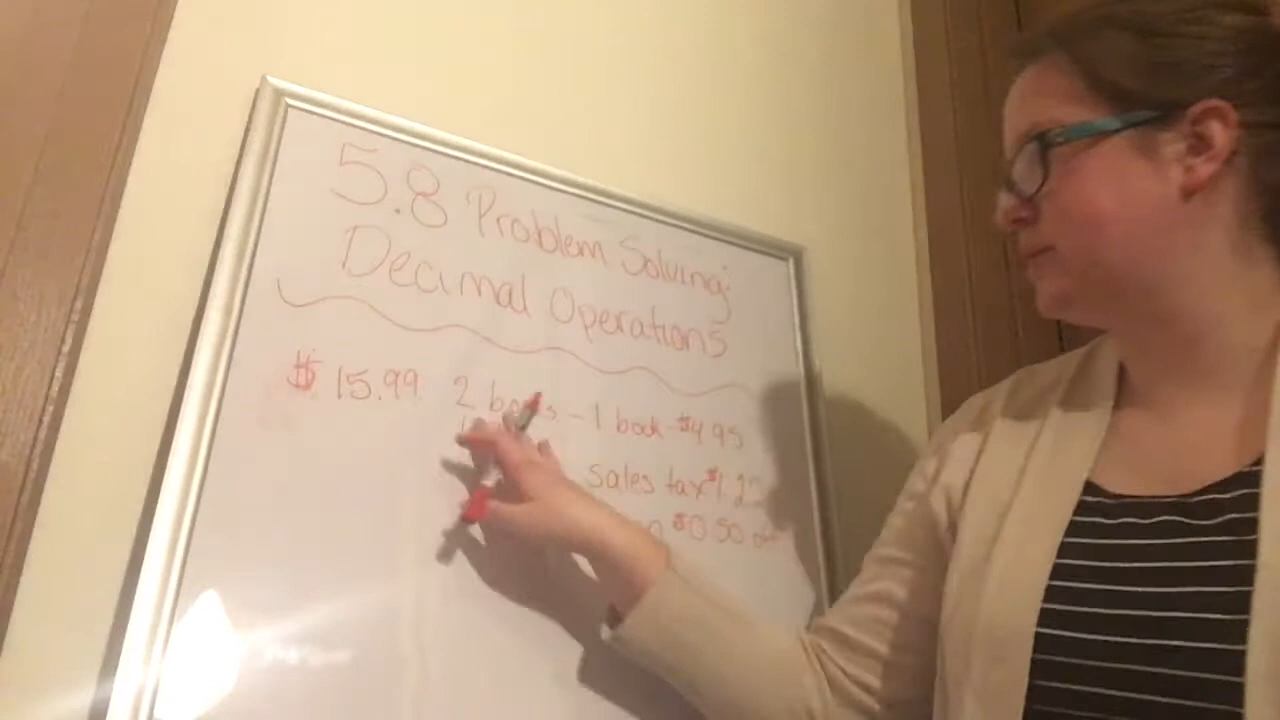 5.8 Problem Solving:
Decimal Operations
$ 15.99 2 books - 1 book - $4.95
sales tax $1.22
$0.50